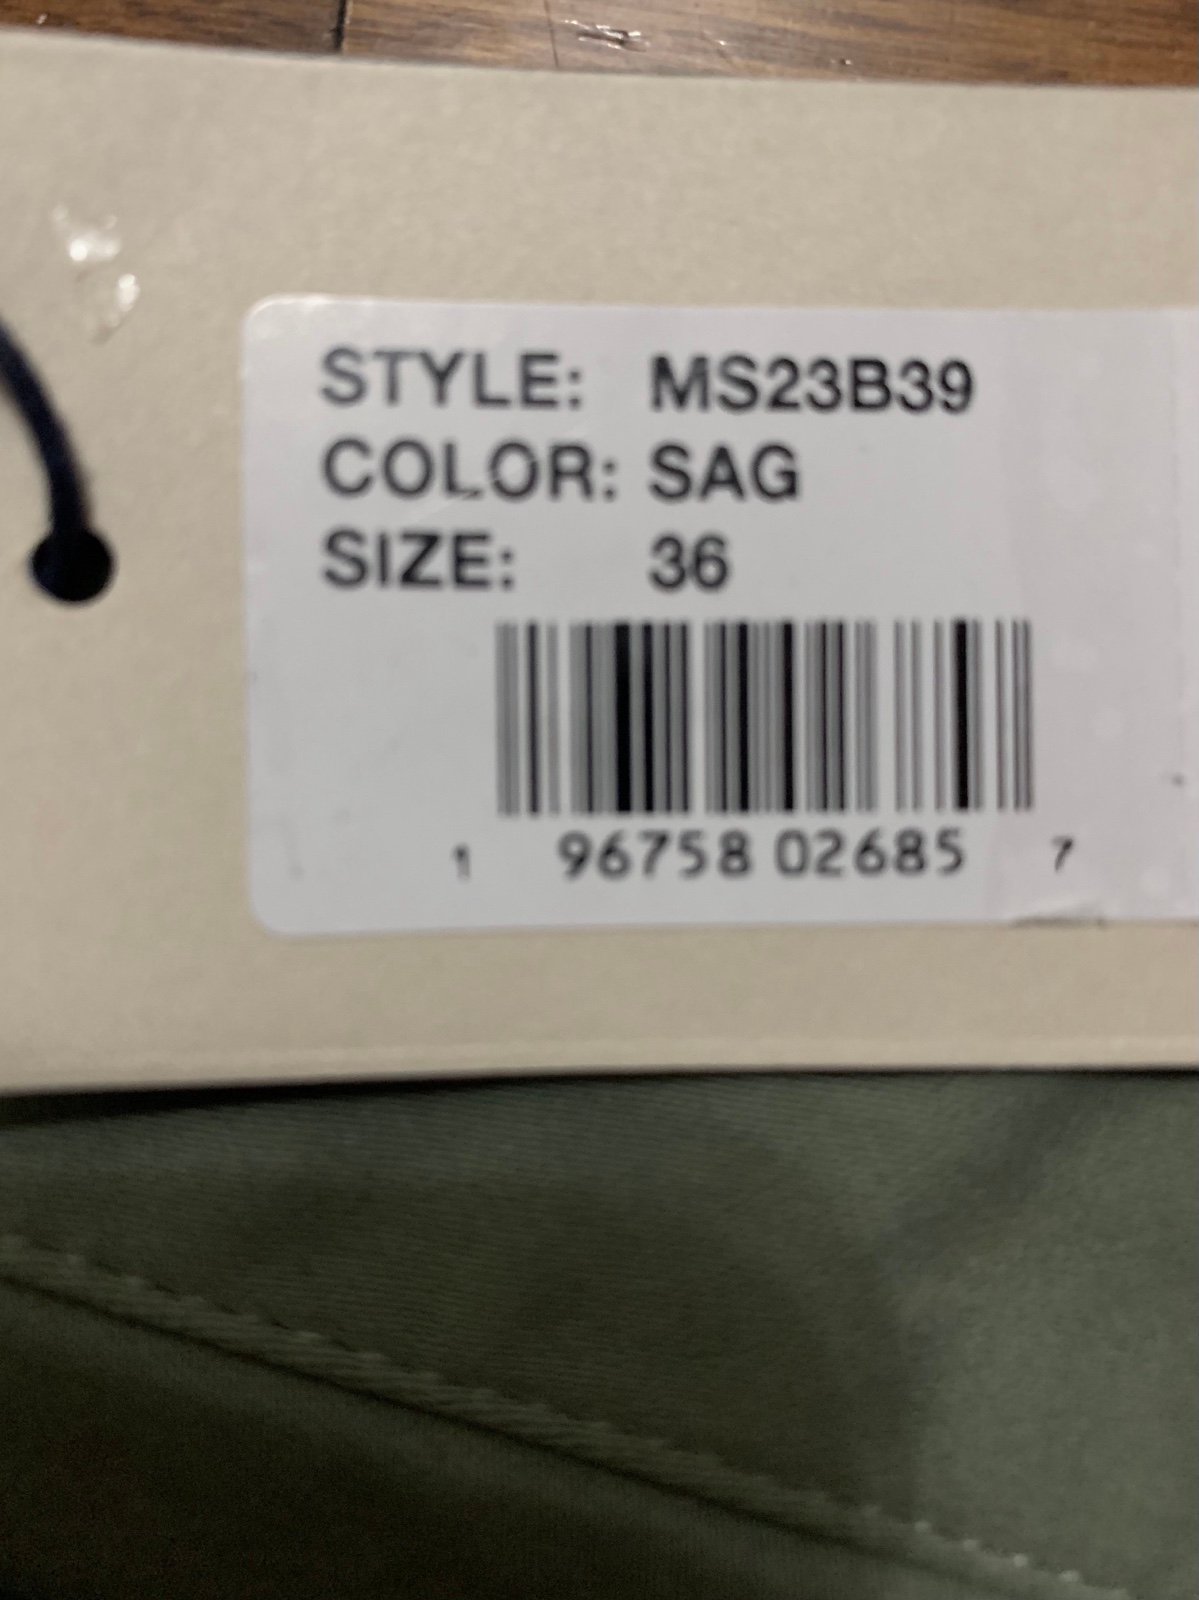 STYLE: MS23B39
COLOR: SAG
SIZE: 36
1 96758 02685 7